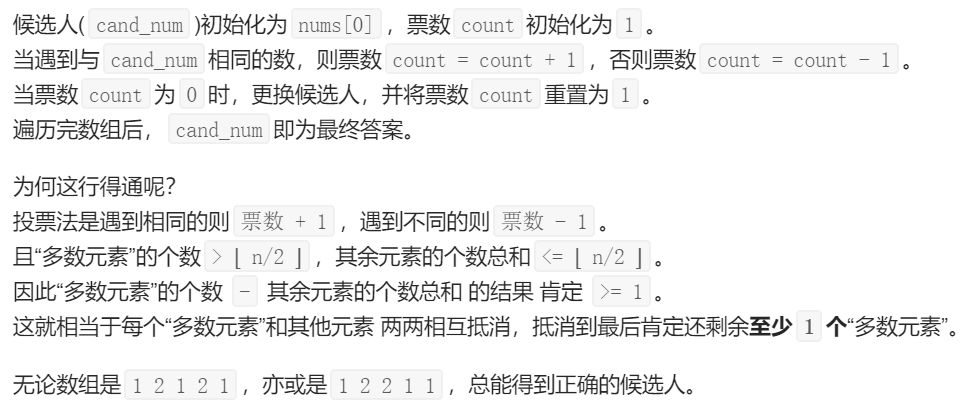 候选人( cand_num )初始化为 nums[0] ，票数 count 初始化为 1 。
当遇到与 cand_num 相同的数，则票数 count = count + 1 ，否则票数 count = count - 1 。
当票数 count 为 0 时，更换候选人，并将票数 count 重置为 1 。
遍历完数组后， cand_num 即为最终答案。
为何这行得通呢？
投票法是遇到相同的则 票数 + 1 ，遇到不同的则 票数 - 1 。
且“多数元素”的个数 > ⌊ n/2 ⌋ ，其余元素的个数总和 <= ⌊ n/2 ⌋ 。
因此“多数元素”的个数 - 其余元素的个数总和 的结果 肯定 >= 1 。
这就相当于每个“多数元素”和其他元素 两两相互抵消，抵消到最后肯定还剩余至少 1 个“多数元素”。
无论数组是 1 2 1 2 1 ，亦或是 1 2 2 1 1 ，总能得到正确的候选人。